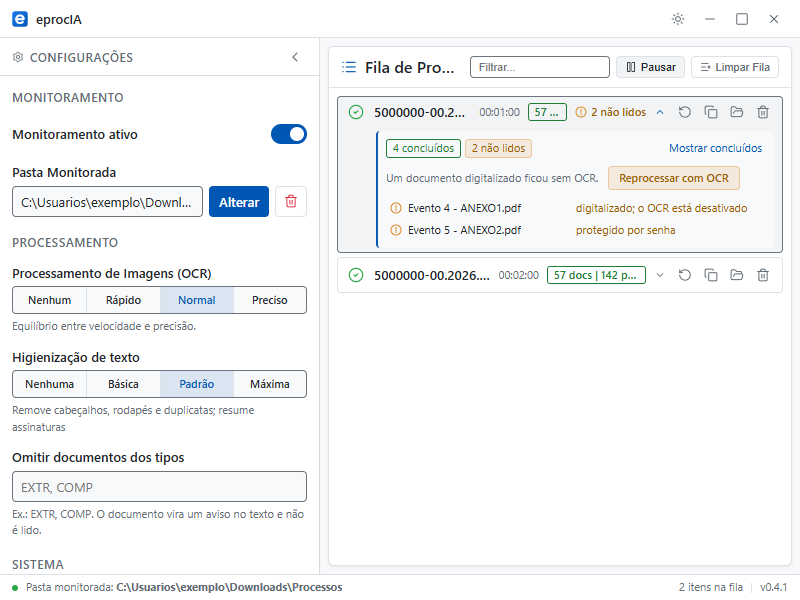 eprocIA
CONFIGURAÇÕES
MONITORAMENTO
Monitoramento ativo
Pasta Monitorada
C:\Usuarios\exemplo\Downl...
Alterar
PROCESSAMENTO
Processamento de Imagens (OCR)
Nenhum Rápido Normal Preciso
Equilíbrio entre velocidade e precisão.
Higienização de texto
Nenhuma Básica Padrão Máxima
Remove cabeçalhos, rodapés e duplicatas; resume
assinaturas
Omitir documentos dos tipos
EXTR, COMP
Ex.: EXTR, COMP. O documento vira um aviso no texto e não
é lido.
SISTEMA
Fila de Pro... Filtrar... Pausar Limpar Fila
5000000-00.2... 00:01:00 57 ... 2 não lidos
4 concluídos 2 não lidos Mostrar concluídos
Um documento digitalizado ficou sem OCR. Reprocessar com OCR
Evento 4 - ANEXO1.pdf digitalizado; o OCR está desativado
Evento 5 - ANEXO2.pdf protegido por senha
5000000-00.2026.... 00:02:00 57 docs | 142 p...
Pasta monitorada: C:\Usuarios\exemplo\Downloads\Processos 2 itens na fila v0.4.1